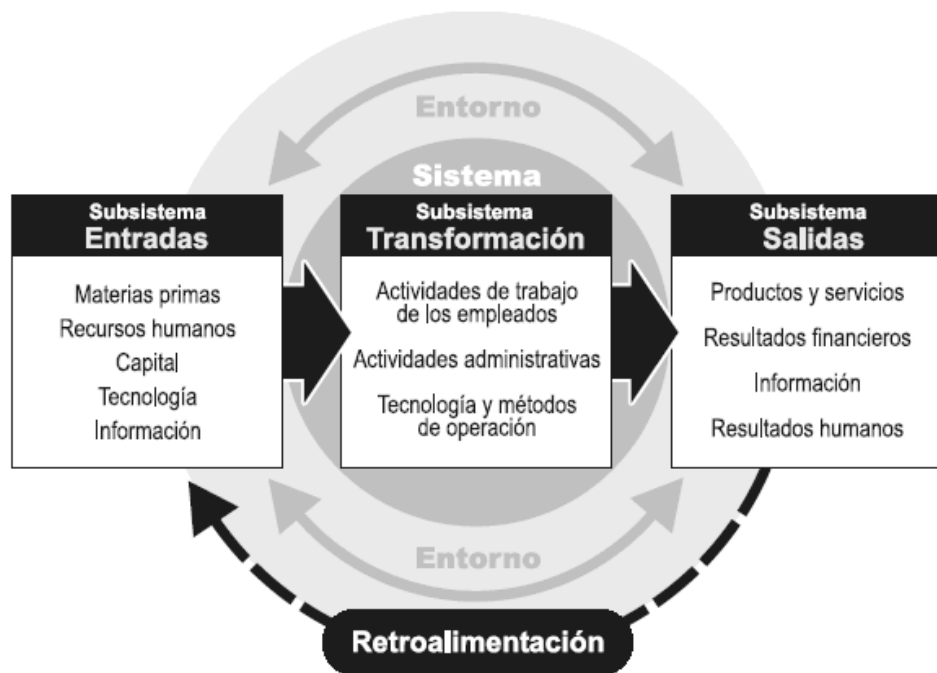 Entorno
Sistema
Subsistema
Entradas
Materias primas
Recursos humanos
Capital
Tecnología
Información
Subsistema
Transformación
Actividades de trabajo
de los empleados
Actividades administrativas
Tecnología y métodos
de operación
Subsistema
Salidas
Productos y servicios
Resultados financieros
Información
Resultados humanos
Entorno
Retroalimentación